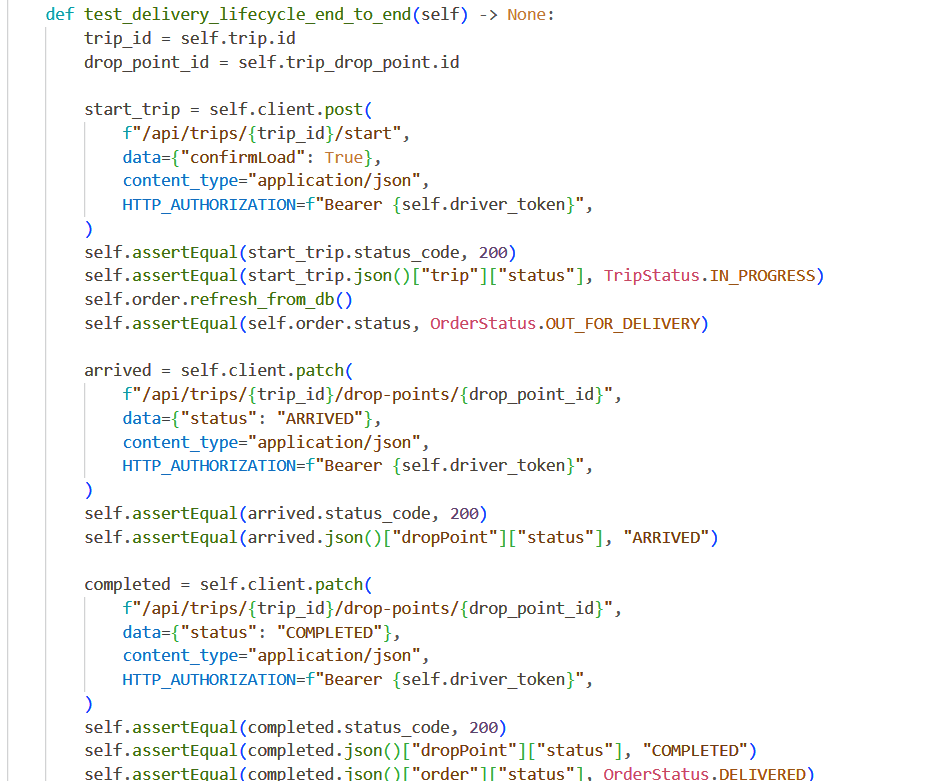 def test_delivery_lifecycle_end_to_end(self) -> None:
    trip_id = self.trip.id
    drop_point_id = self.trip_drop_point.id

    start_trip = self.client.post(
        f"/api/trips/{trip_id}/start",
        data={"confirmLoad": True},
        content_type="application/json",
        HTTP_AUTHORIZATION=f"Bearer {self.driver_token}",
    )
    self.assertEqual(start_trip.status_code, 200)
    self.assertEqual(start_trip.json()["trip"]["status"], TripStatus.IN_PROGRESS)
    self.order.refresh_from_db()
    self.assertEqual(self.order.status, OrderStatus.OUT_FOR_DELIVERY)

    arrived = self.client.patch(
        f"/api/trips/{trip_id}/drop-points/{drop_point_id}",
        data={"status": "ARRIVED"},
        content_type="application/json",
        HTTP_AUTHORIZATION=f"Bearer {self.driver_token}",
    )
    self.assertEqual(arrived.status_code, 200)
    self.assertEqual(arrived.json()["dropPoint"]["status"], "ARRIVED")

    completed = self.client.patch(
        f"/api/trips/{trip_id}/drop-points/{drop_point_id}",
        data={"status": "COMPLETED"},
        content_type="application/json",
        HTTP_AUTHORIZATION=f"Bearer {self.driver_token}",
    )
    self.assertEqual(completed.status_code, 200)
    self.assertEqual(completed.json()["dropPoint"]["status"], "COMPLETED")
    self.assertEqual(completed.json()["order"]["status"], OrderStatus.DELIVERED)